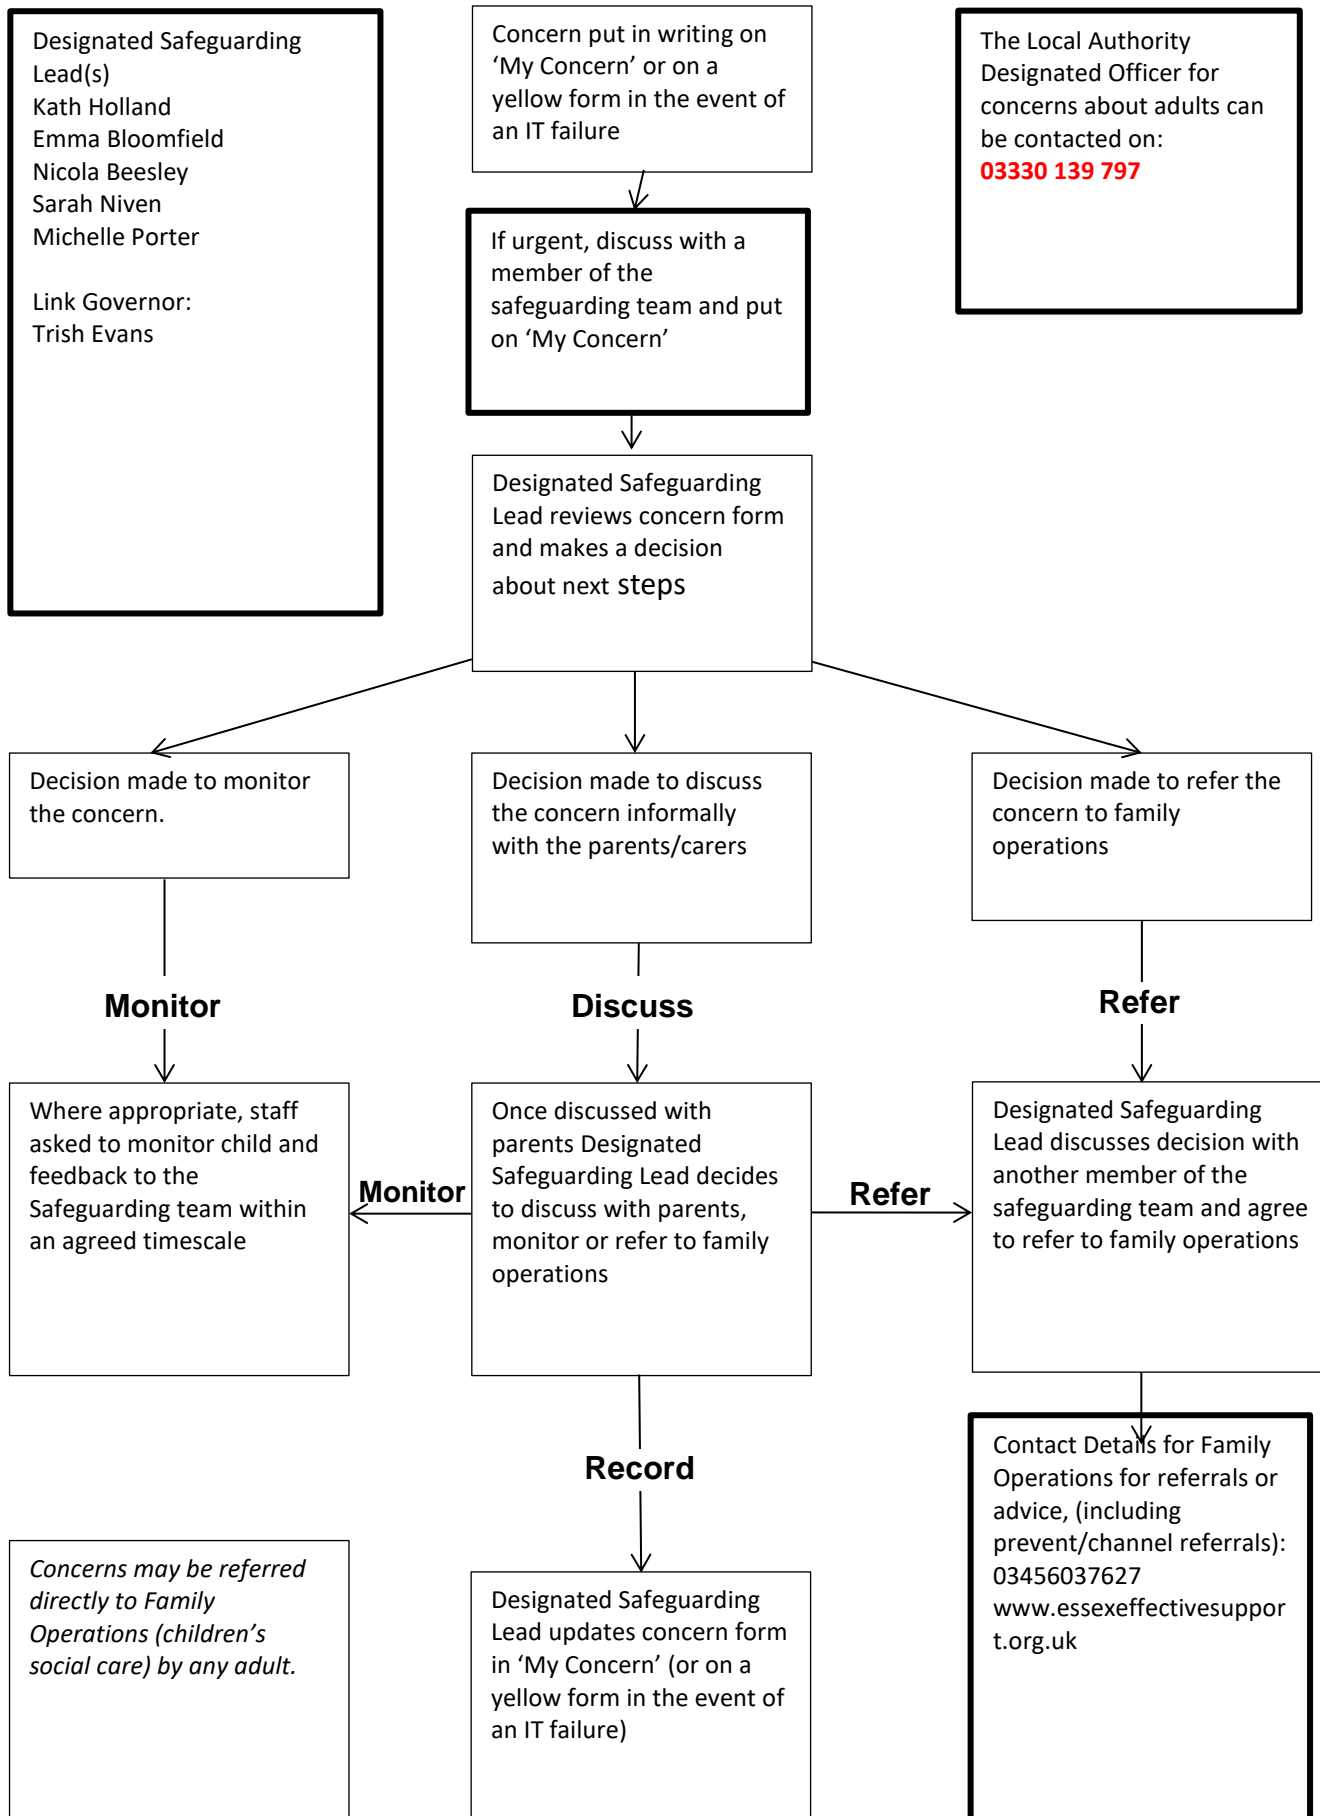 Designated Safeguarding
Lead(s)
Kath Holland
Emma Bloomfield
Nicola Beesley
Sarah Niven
Michelle Porter
Link Governor:
Trish Evans
Concern put in writing on
‘My Concern’ or on a
yellow form in the event of
an IT failure
The Local Authority
Designated Officer for
concerns about adults can
be contacted on:
03330 139 797
If urgent, discuss with a
member of the
safeguarding team and put
on ‘My Concern’
Designated Safeguarding
Lead reviews concern form
and makes a decision
about next steps
Decision made to monitor
the concern.
Decision made to discuss
the concern informally
with the parents/carers
Decision made to refer the
concern to family
operations
Monitor
Discuss
Refer
Where appropriate, staff
asked to monitor child and
feedback to the
Safeguarding team within
an agreed timescale
Monitor
Once discussed with
parents Designated
Safeguarding Lead decides
to discuss with parents,
monitor or refer to family
operations
Refer
Designated Safeguarding
Lead discusses decision with
another member of the
safeguarding team and agree
to refer to family operations
Record
Contact Details for Family
Operations for referrals or
advice, (including
prevent/channel referrals):
03456037627
www.essexeffectivesuppor
t.org.uk
Concerns may be referred
directly to Family
Operations (children’s
social care) by any adult.
Designated Safeguarding
Lead updates concern form
in ‘My Concern’ (or on a
yellow form in the event of
an IT failure)